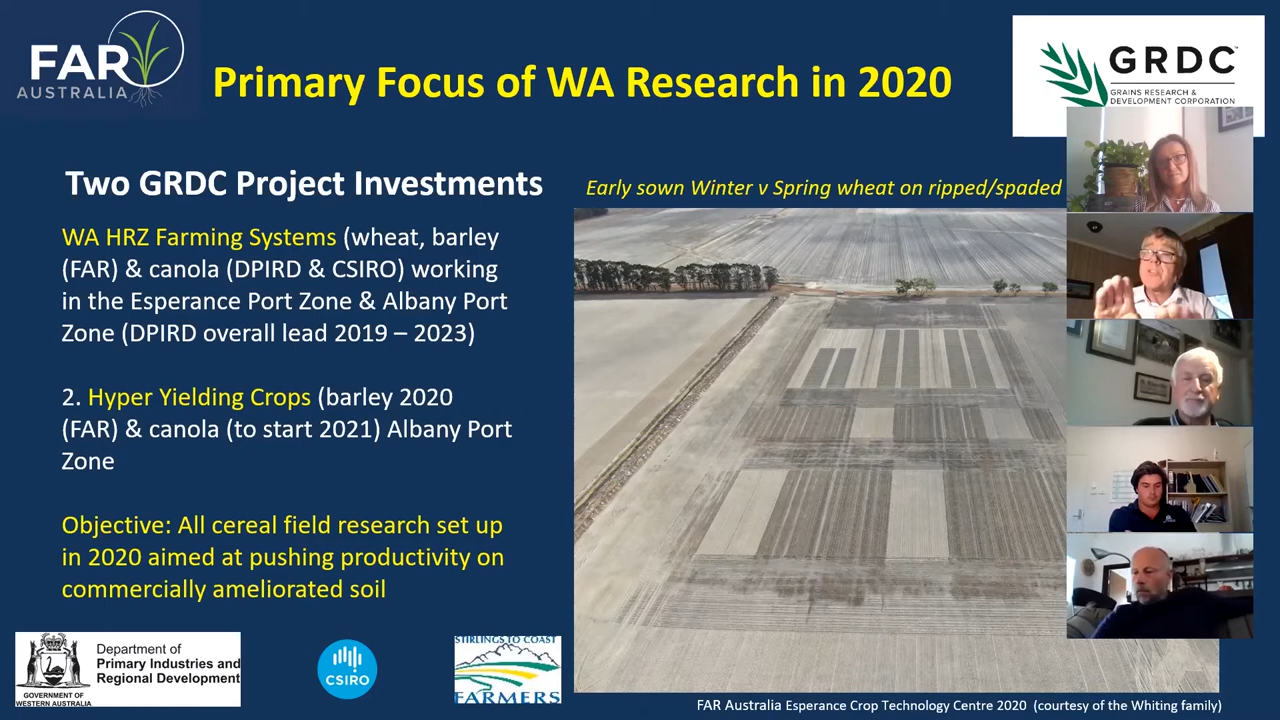 FAR
AUSTRALIA
Primary Focus of WA Research in 2020
GRDC™
GRAINS RESEARCH &
DEVELOPMENT CORPORATION
Two GRDC Project Investments
Early sown Winter v Spring wheat on ripped/spaded
WA HRZ Farming Systems (wheat, barley
(FAR) & canola (DPIRD & CSIRO) working
in the Esperance Port Zone & Albany Port
Zone (DPIRD overall lead 2019 – 2023)
2. Hyper Yielding Crops (barley 2020
(FAR) & canola (to start 2021) Albany Port
Zone
Objective: All cereal field research set up
in 2020 aimed at pushing productivity on
commercially ameliorated soil
GOVERNMENT OF
WESTERN AUSTRALIA
Department of
Primary Industries and
Regional Development
CSIRO
STIRLINGS TO COAST
FARMERS
FAR Australia Esperance Crop Technology Centre 2020 (courtesy of the Whiting family)